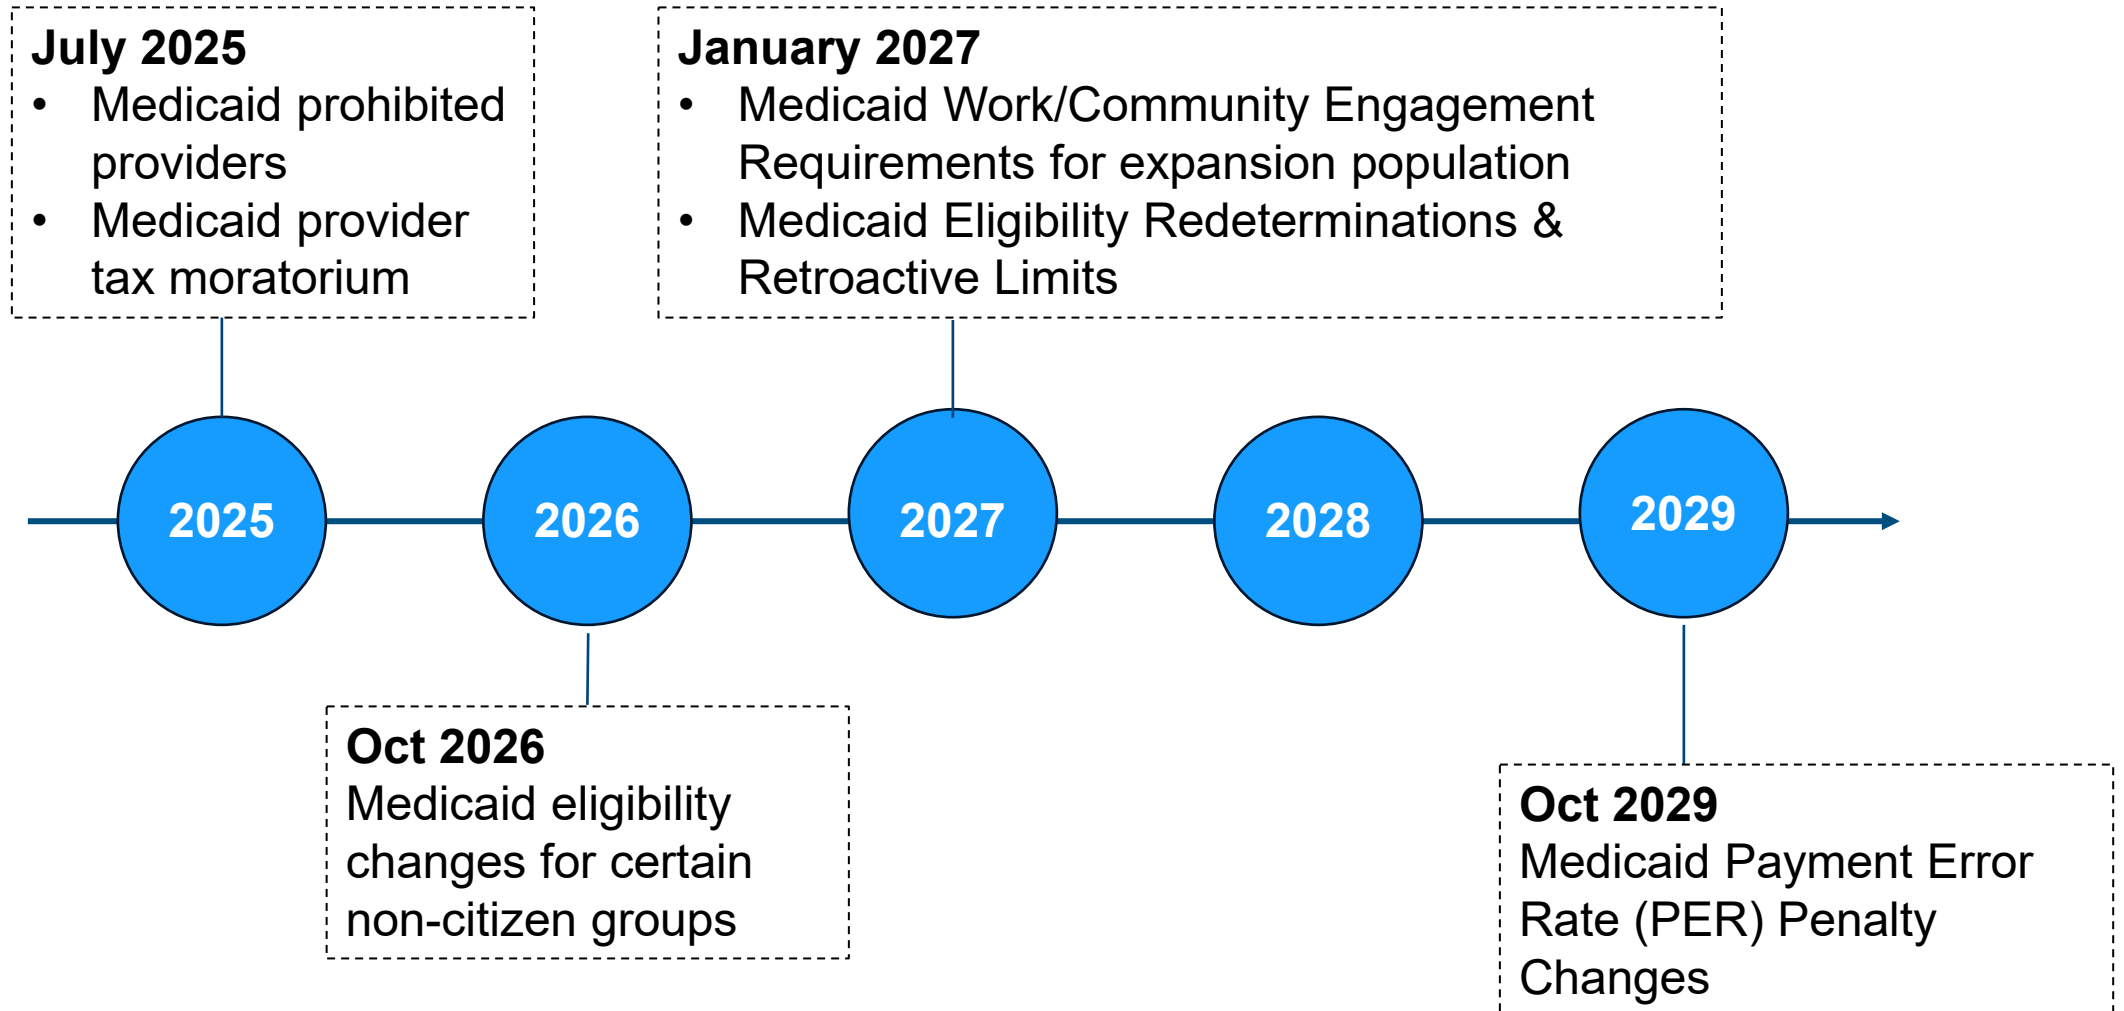 July 2025
• Medicaid prohibited
providers
• Medicaid provider
tax moratorium
January 2027
• Medicaid Work/Community Engagement
Requirements for expansion population
• Medicaid Eligibility Redeterminations &
Retroactive Limits
2025
2026
2027
2028
2029
Oct 2026
Medicaid eligibility
changes for certain
non-citizen groups
Oct 2029
Medicaid Payment Error
Rate (PER) Penalty
Changes